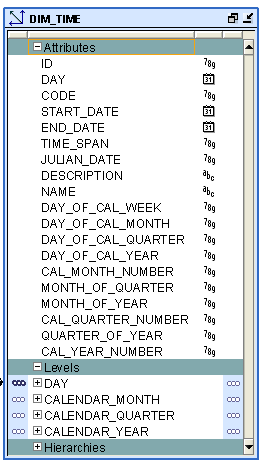 DIM_TIME
Attributes
ID 789
DAY 31
CODE 789
START_DATE 31
END_DATE 31
TIME_SPAN 789
JULIAN_DATE 789
DESCRIPTION abc
NAME abc
DAY_OF_CAL_WEEK 789
DAY_OF_CAL_MONTH 789
DAY_OF_CAL_QUARTER 789
DAY_OF_CAL_YEAR 789
CAL_MONTH_NUMBER 789
MONTH_OF_QUARTER 789
MONTH_OF_YEAR 789
CAL_QUARTER_NUMBER 789
QUARTER_OF_YEAR 789
CAL_YEAR_NUMBER 789
Levels
DAY
CALENDAR_MONTH
CALENDAR_QUARTER
CALENDAR_YEAR
Hierarchies